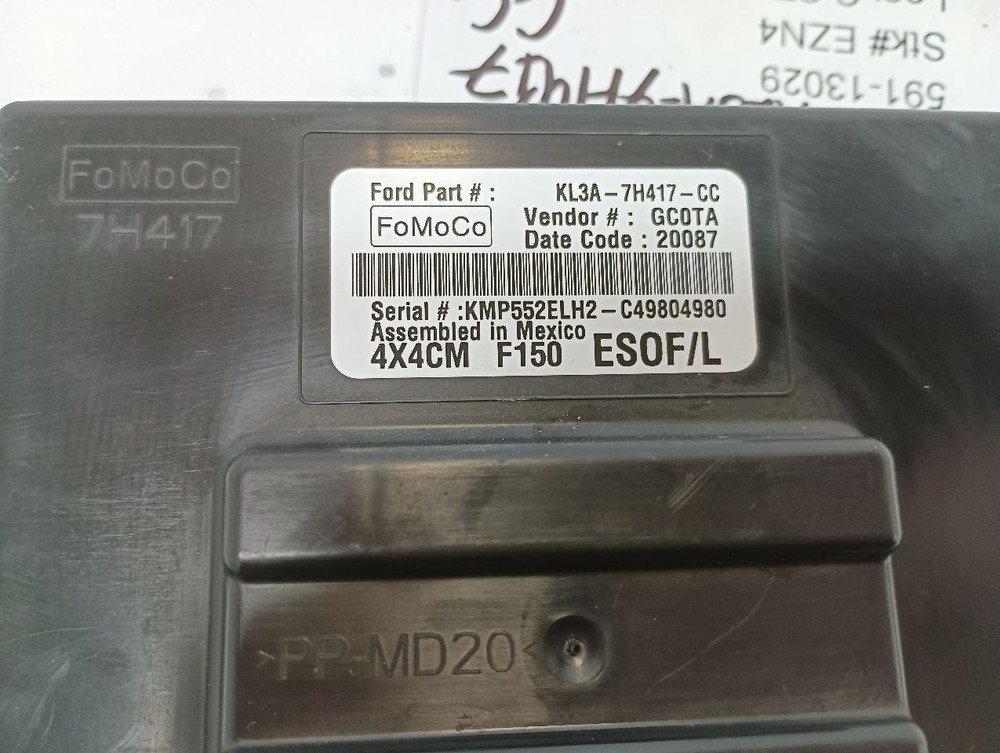 Stk# EZN4
591-13029
FoMoCo
7H417
Ford Part # : KL3A-7H417-CC
FoMoCo
Vendor # : GC0TA
Date Code : 20087
Serial # :KMP552ELH2-C49804980
Assembled in Mexico
4X4CM F150 ESOF/L
>PP-MD20<